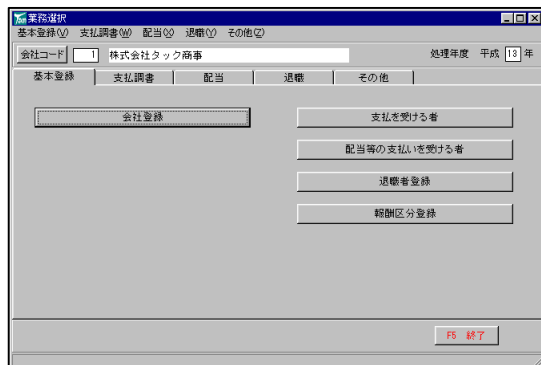 業務選択
基本登録(V) 支払調書(W) 配当(X) 退職(Y) その他(Z)
会社コード 1 株式会社タック商事 処理年度 平成 13 年
基本登録 支払調書 配当 退職 その他
会社登録 支払を受ける者
配当等の支払いを受ける者
退職者登録
報酬区分登録
F5 終了